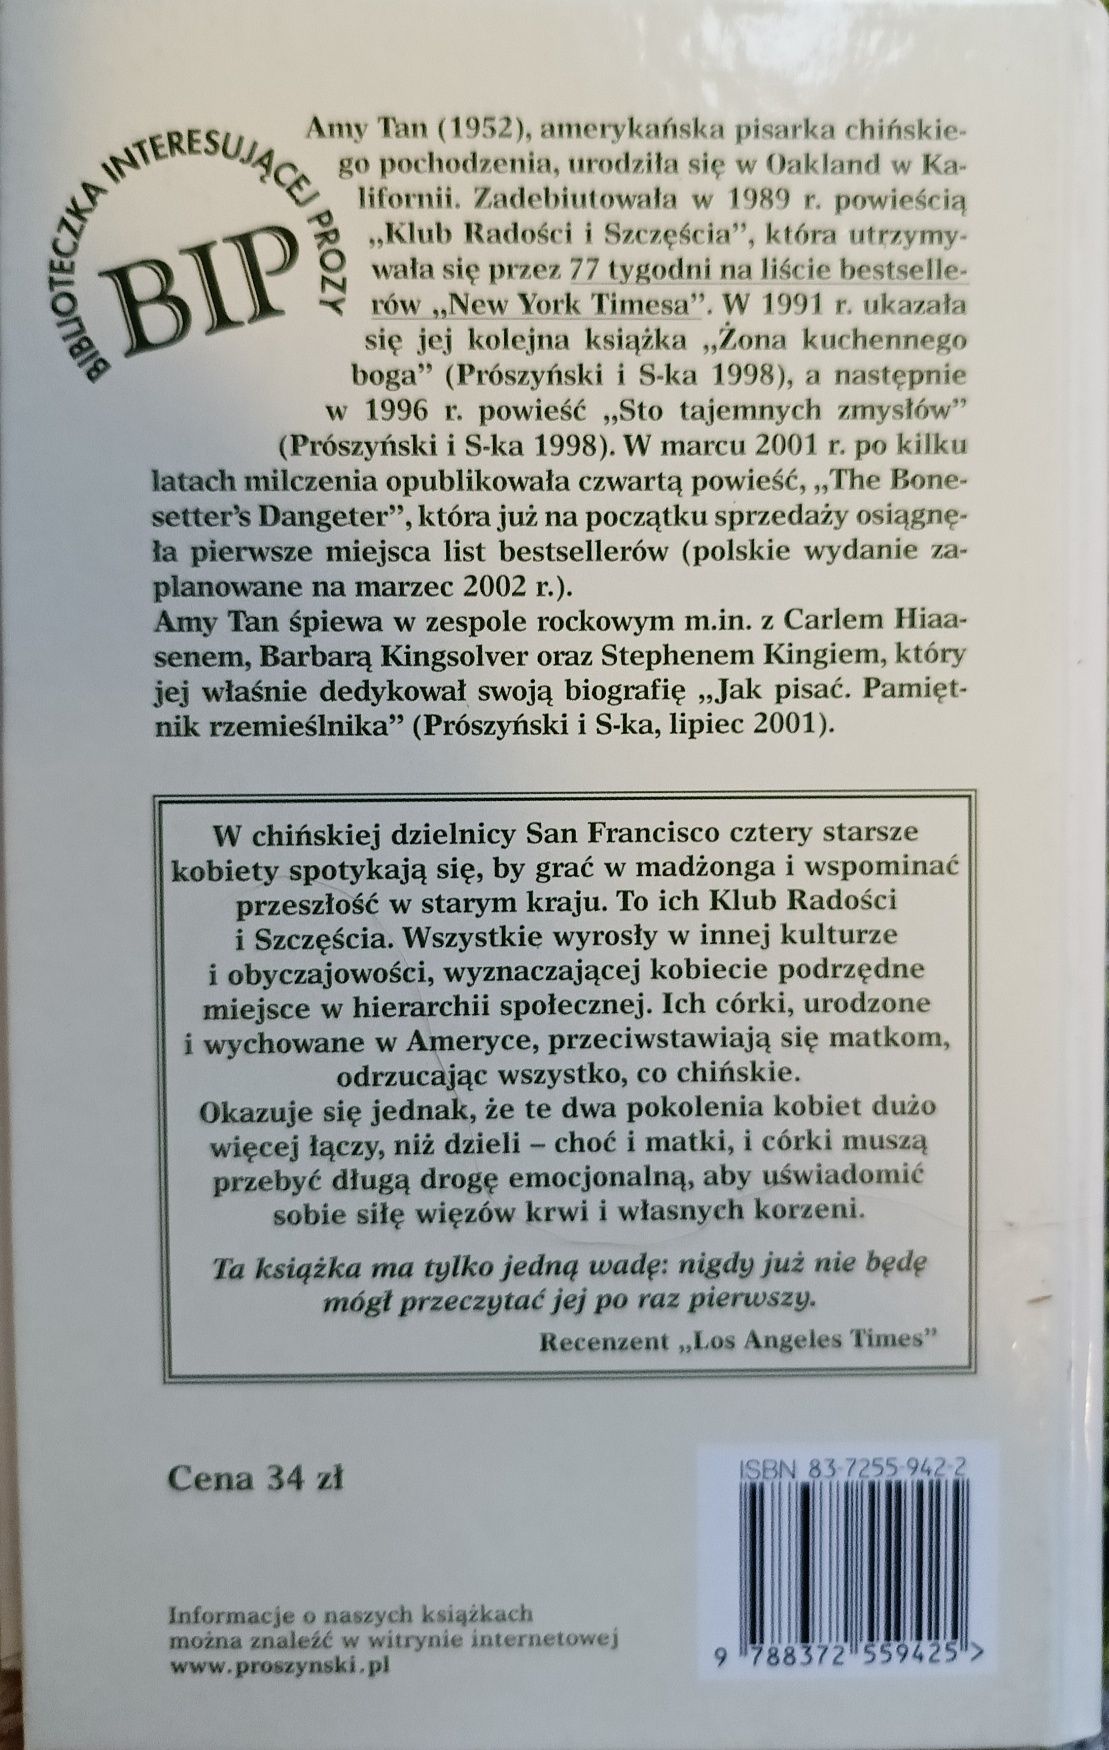 BIBLIOTECZKA INTERESUJĄCEJ PROZY
BIP
Amy Tan (1952), amerykańska pisarka chińskie-
go pochodzenia, urodziła się w Oakland w Ka-
lifornii. Zadebiutowała w 1989 r. powieścią
„Klub Radości i Szczęścia”, która utrzymy-
wała się przez 77 tygodni na liście bestselle-
rów „New York Timesa”. W 1991 r. ukazała
się jej kolejna książka „Żona kuchennego
boga” (Prószyński i S-ka 1998), a następnie
w 1996 r. powieść „Sto tajemnych zmysłów”
(Prószyński i S-ka 1998). W marcu 2001 r. po kilku
latach milczenia opublikowała czwartą powieść, „The Bone-
setter’s Dangeter”, która już na początku sprzedaży osiągnę-
ła pierwsze miejsca list bestsellerów (polskie wydanie za-
planowane na marzec 2002 r.).
Amy Tan śpiewa w zespole rockowym m.in. z Carlem Hiaa-
senem, Barbarą Kingsolver oraz Stephenem Kingiem, który
jej właśnie dedykował swoją biografię „Jak pisać. Pamięt-
nik rzemieślnika” (Prószyński i S-ka, lipiec 2001).
W chińskiej dzielnicy San Francisco cztery starsze
kobiety spotykają się, by grać w madżonga i wspominać
przeszłość w starym kraju. To ich Klub Radości
i Szczęścia. Wszystkie wyrosły w innej kulturze
i obyczajowości, wyznaczającej kobiecie podrzędne
miejsce w hierarchii społecznej. Ich córki, urodzone
i wychowane w Ameryce, przeciwstawiają się matkom,
odrzucając wszystko, co chińskie.
Okazuje się jednak, że te dwa pokolenia kobiet dużo
więcej łączy, niż dzieli – choć i matki, i córki muszą
przebyć długą drogę emocjonalną, aby uświadomić
sobie siłę więzów krwi i własnych korzeni.
Ta książka ma tylko jedną wadę: nigdy już nie będę
mógł przeczytać jej po raz pierwszy.
Recenzent „Los Angeles Times”
Cena 34 zł
ISBN 83-7255-942-2
9 788372 559425 >
Informacje o naszych książkach
można znaleźć w witrynie internetowej
www.proszynski.pl